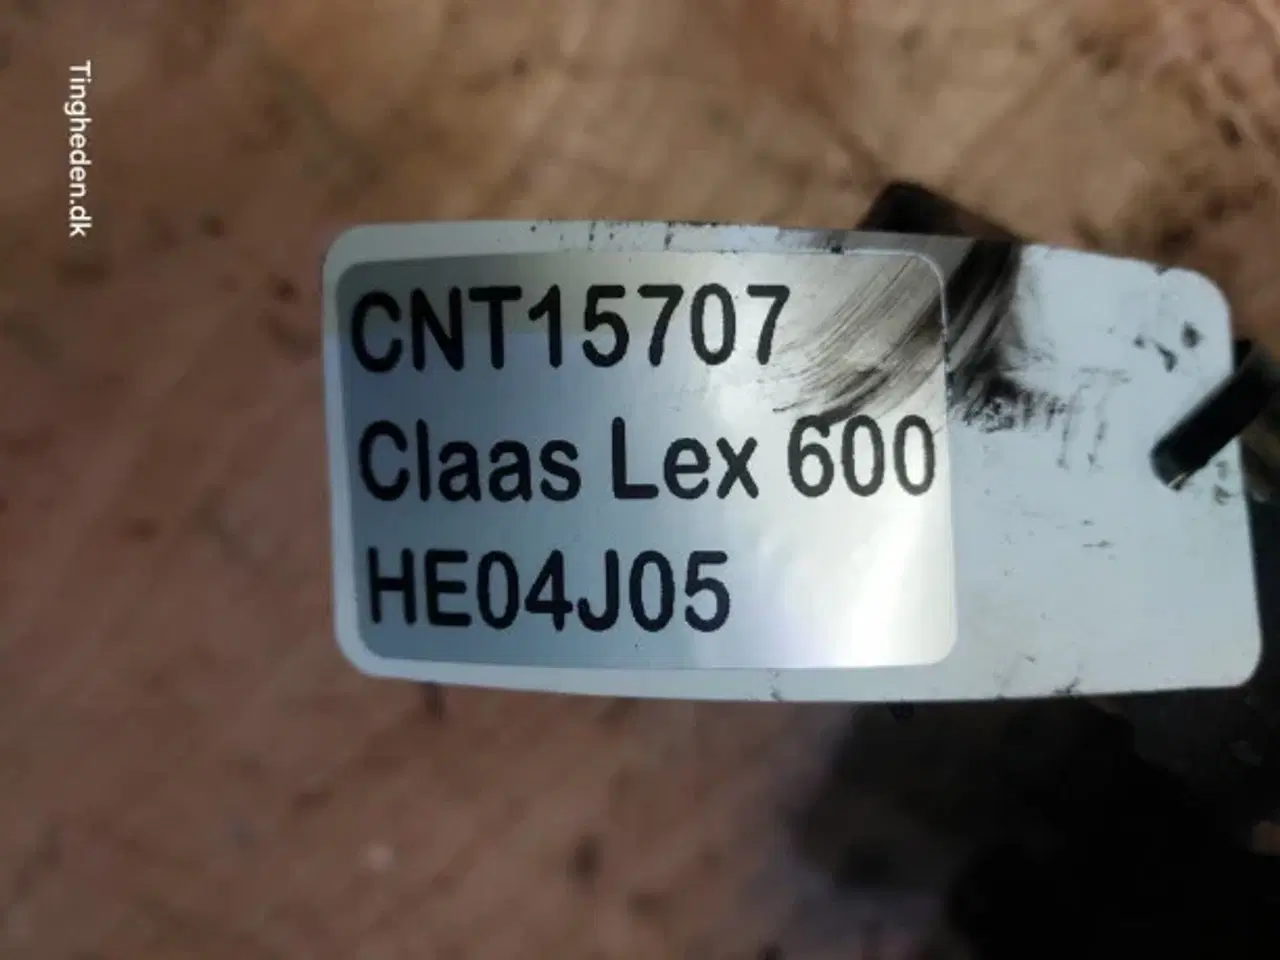 Tingheden.dk
CNT15707
Claas Lex 600
HE04J05